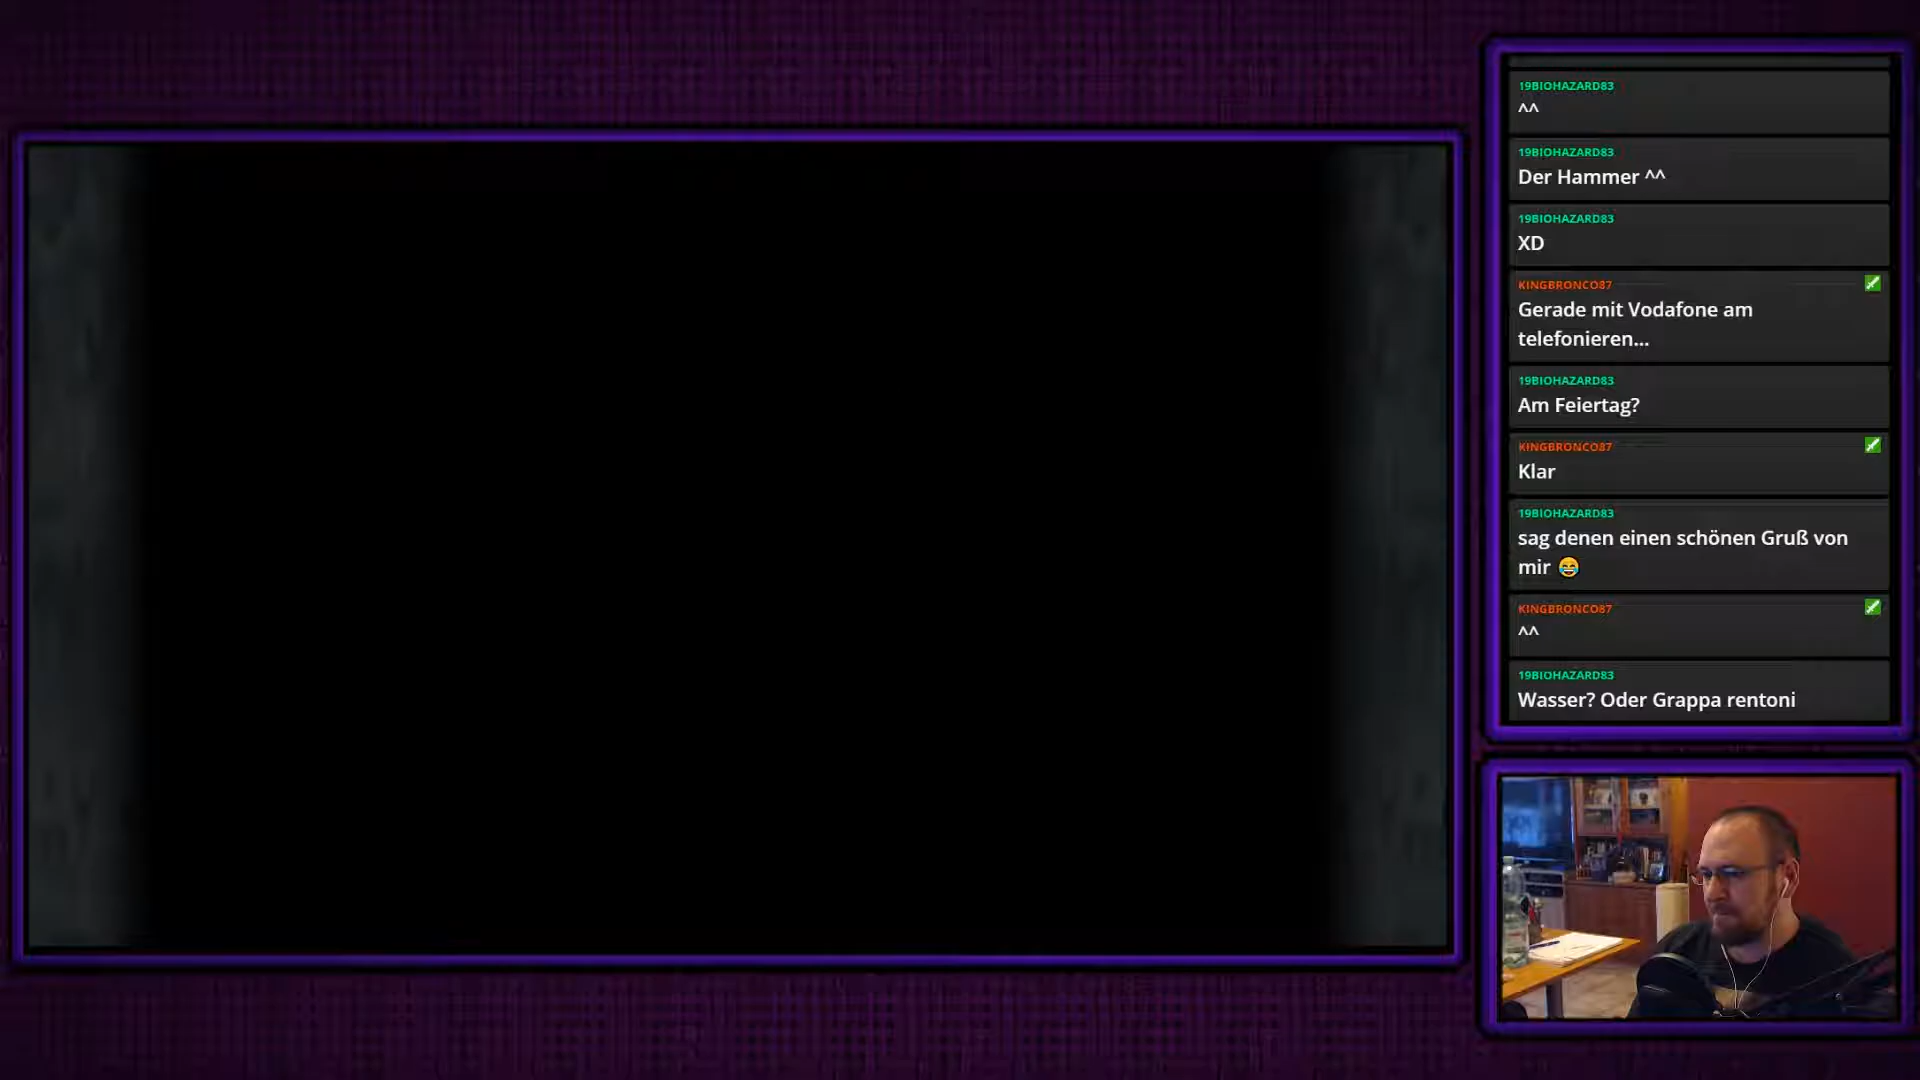 19BIOHAZARD83
^^
19BIOHAZARD83
Der Hammer ^^
19BIOHAZARD83
XD
KINGBRONCO87
Gerade mit Vodafone am
telefonieren...
19BIOHAZARD83
Am Feiertag?
KINGBRONCO87
Klar
19BIOHAZARD83
sag denen einen schönen Gruß von
mir 😂
KINGBRONCO87
^^
19BIOHAZARD83
Wasser? Oder Grappa rentoni